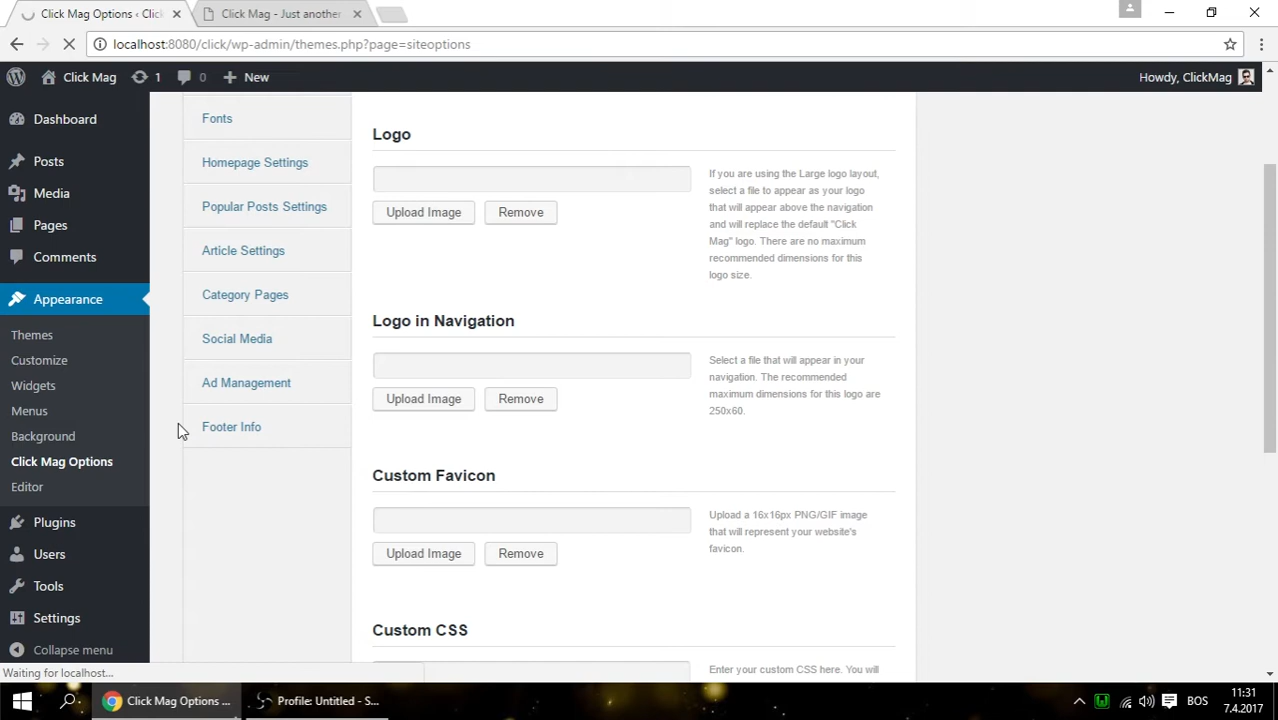 Click Mag Options ‹ Clic
Click Mag - Just another
localhost:8080/click/wp-admin/themes.php?page=siteoptions
Click Mag
1
0
New
Howdy, ClickMag
Dashboard
Posts
Media
Pages
Comments
Appearance
Themes
Customize
Widgets
Menus
Background
Click Mag Options
Editor
Plugins
Users
Tools
Settings
Collapse menu
Fonts
Homepage Settings
Popular Posts Settings
Article Settings
Category Pages
Social Media
Ad Management
Footer Info
Logo
Upload Image
Remove
If you are using the Large logo layout,
select a file to appear as your logo
that will appear above the navigation
and will replace the default "Click
Mag" logo. There are no maximum
recommended dimensions for this
logo size.
Logo in Navigation
Upload Image
Remove
Select a file that will appear in your
navigation. The recommended
maximum dimensions for this logo are
250x60.
Custom Favicon
Upload Image
Remove
Upload a 16x16px PNG/GIF image
that will represent your website's
favicon.
Custom CSS
Enter your custom CSS here. You will
Waiting for localhost...
Click Mag Options ...
Profile: Untitled - S...
BOS
11:31
7.4.2017